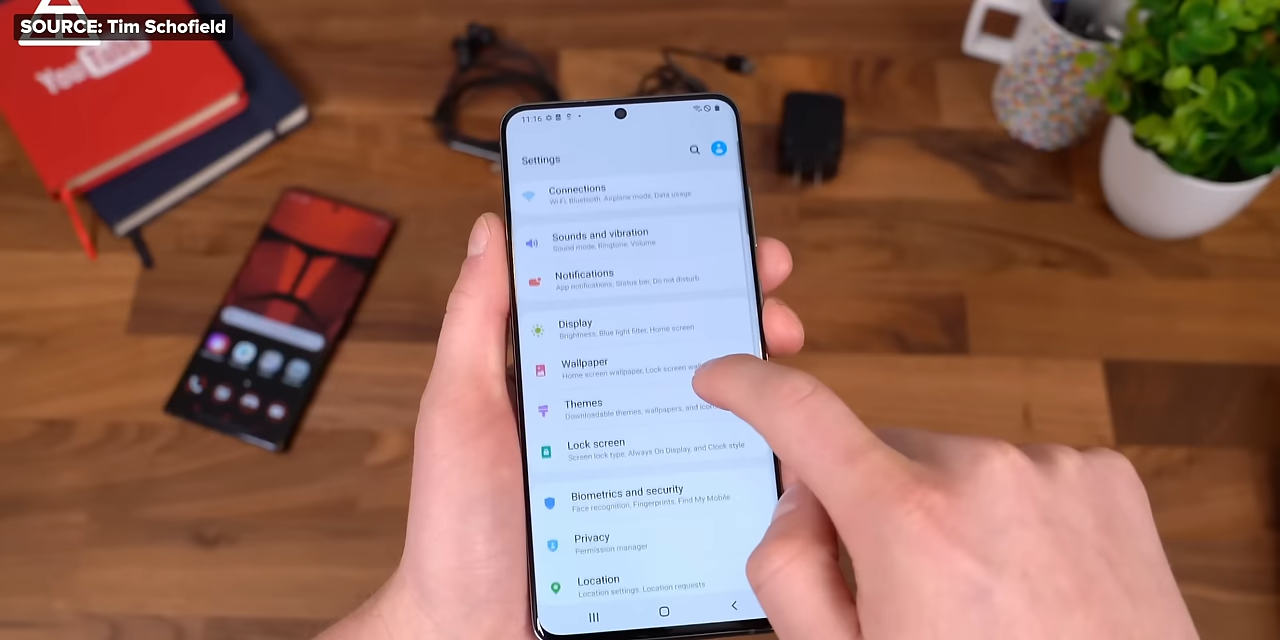 SOURCE: Tim Schofield
YouTube
11:16
Settings
Connections
Wi-Fi, Bluetooth, Airplane mode, Data usage
Sounds and vibration
Sound mode, Ringtone, Volume
Notifications
App notifications, Status bar, Do not disturb
Display
Brightness, Blue light filter, Home screen
Wallpaper
Home screen wallpaper, Lock screen
Themes
Downloadable themes, wallpapers, and
Lock screen
Screen lock type, Always On Display, and Clock style
Biometrics and security
Face recognition, Fingerprints, Find My Mobile
Privacy
Permission manager
Location
Location settings, Location requests